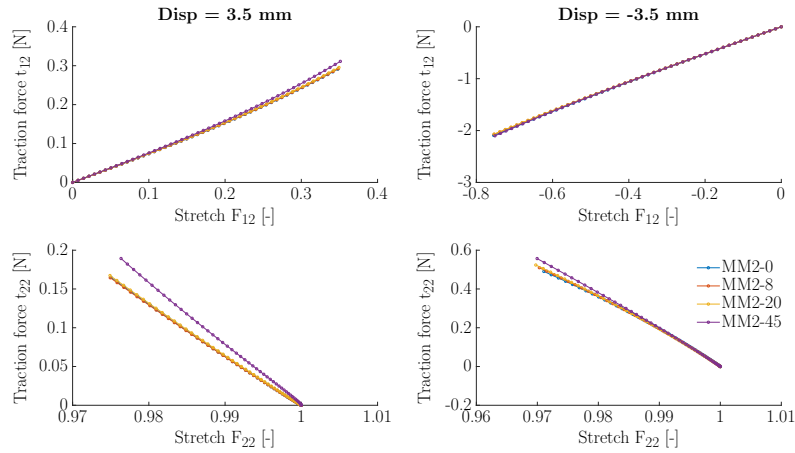 Disp = 3.5 mm
Traction force t12 [N]
0.4
0.3
0.2
0.1
0
0
0.1
0.2
0.3
0.4
Stretch F12 [-]
Disp = -3.5 mm
Traction force t12 [N]
0
-1
-2
-3
-0.8
-0.6
-0.4
-0.2
0
Stretch F12 [-]
Traction force t22 [N]
0.2
0.15
0.1
0.05
0
0.97
0.98
0.99
1
1.01
Stretch F22 [-]
Traction force t22 [N]
0.6
0.4
0.2
0
-0.2
0.96
0.97
0.98
0.99
1
1.01
Stretch F22 [-]
MM2-0
MM2-8
MM2-20
MM2-45